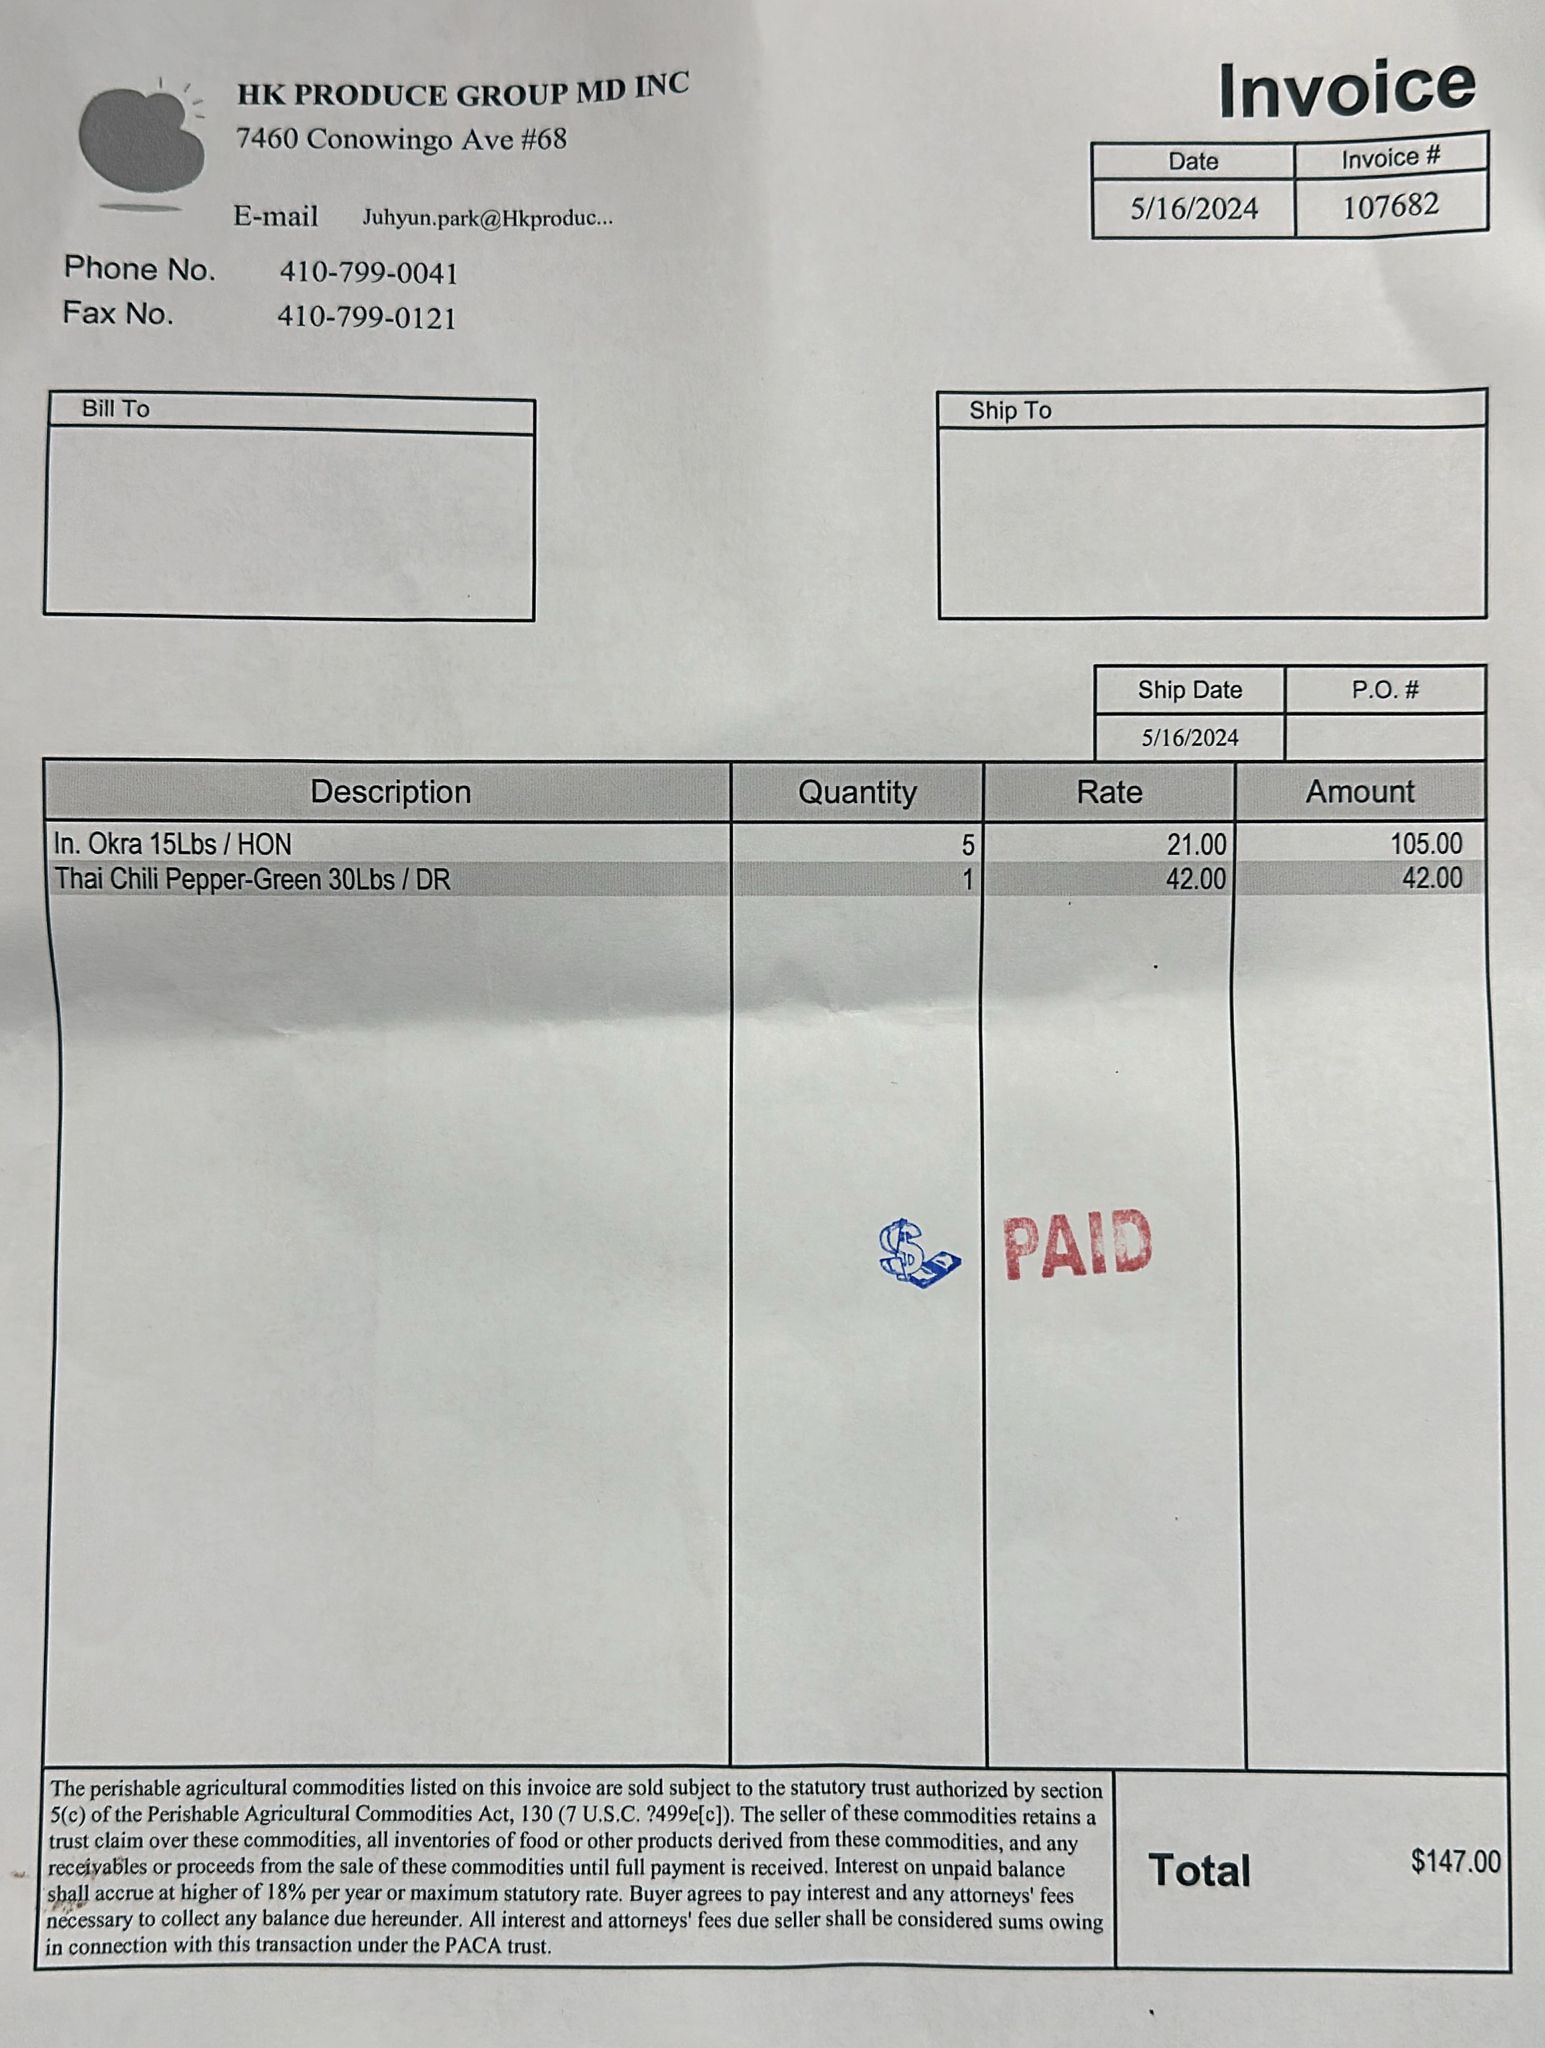 HK PRODUCE GROUP MD INC
7460 Conowingo Ave #68
E-mail Juhyun.park@Hkproduc...
Phone No. 410-799-0041
Fax No. 410-799-0121
Invoice
Date Invoice #
5/16/2024 107682
Bill To
Ship To
Ship Date P.O. #
5/16/2024
Description Quantity Rate Amount
In. Okra 15Lbs / HON 5 21.00 105.00
Thai Chili Pepper-Green 30Lbs / DR 1 42.00 42.00
$ PAID
The perishable agricultural commodities listed on this invoice are sold subject to the statutory trust authorized by section
5(c) of the Perishable Agricultural Commodities Act, 130 (7 U.S.C. ?499e[c]). The seller of these commodities retains a
trust claim over these commodities, all inventories of food or other products derived from these commodities, and any
receivables or proceeds from the sale of these commodities until full payment is received. Interest on unpaid balance
shall accrue at higher of 18% per year or maximum statutory rate. Buyer agrees to pay interest and any attorneys' fees
necessary to collect any balance due hereunder. All interest and attorneys' fees due seller shall be considered sums owing
in connection with this transaction under the PACA trust.
Total $147.00